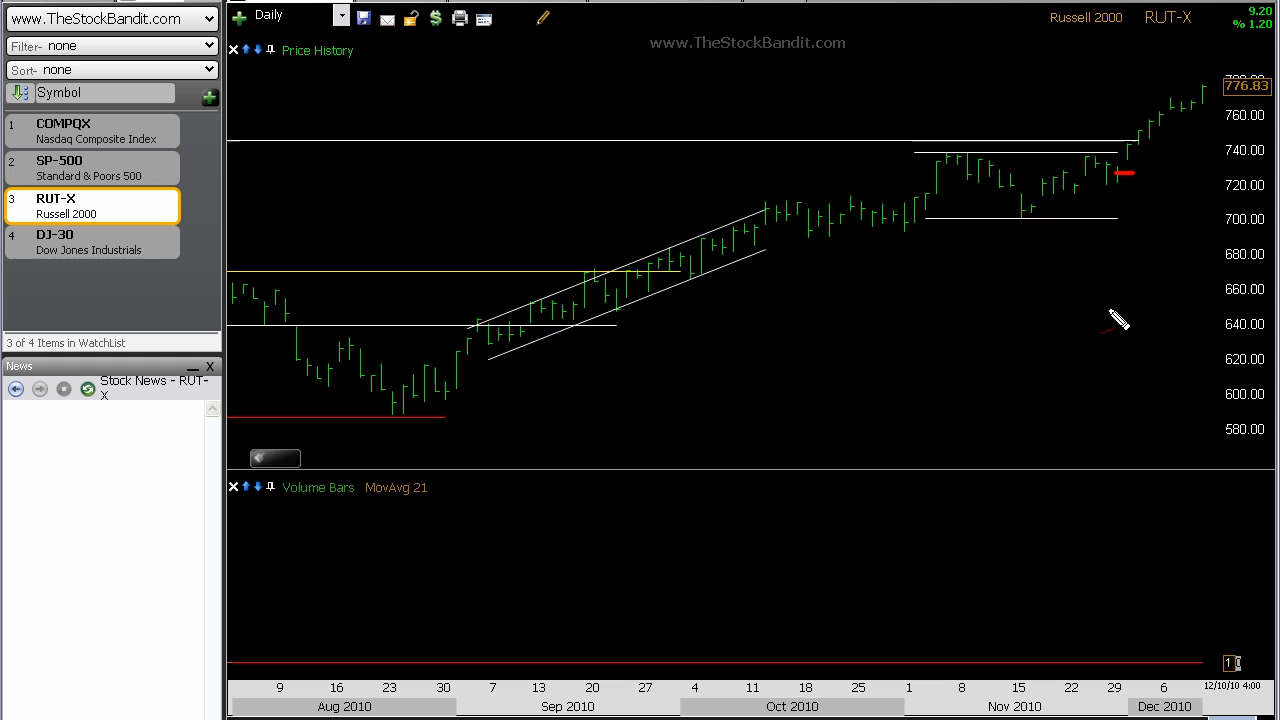 www.TheStockBandit.com
Filter- none
Sort- none
Symbol
1 COMPQX
Nasdaq Composite Index
2 SP-500
Standard & Poors 500
3 RUT-X
Russell 2000
4 DJ-30
Dow Jones Industrials
3 of 4 Items in WatchList
News
Stock News - RUT-X
Daily
Russell 2000 RUT-X
9.20
% 1.20
Price History
www.TheStockBandit.com
776.83
760.00
740.00
720.00
700.00
680.00
660.00
640.00
620.00
600.00
580.00
Volume Bars MovAvg 21
1
9 16 23 30 7 13 20 27 4 11 18 25 1 8 15 22 29 6 12/10/10 4:00
Aug 2010 Sep 2010 Oct 2010 Nov 2010 Dec 2010